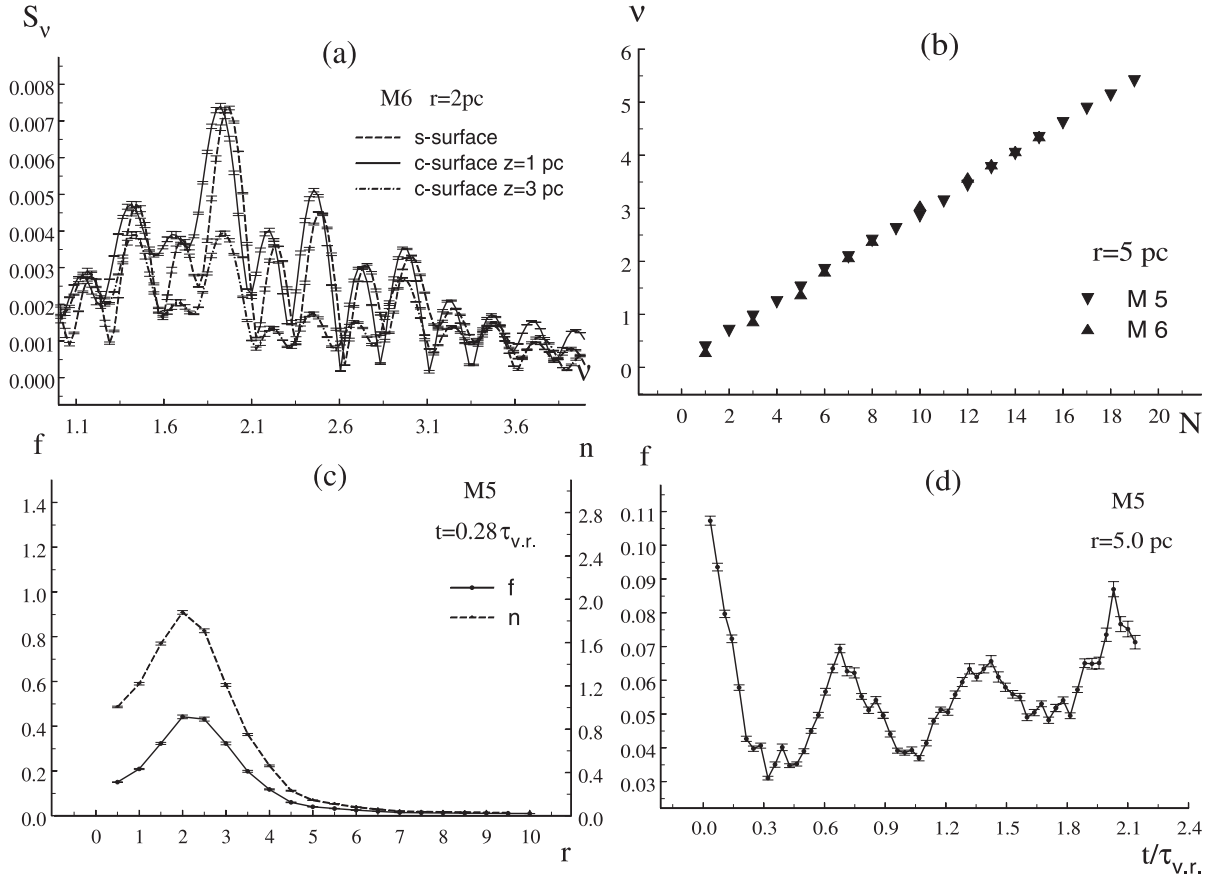 S_ν
(a)
M6 r=2pc
s-surface
c-surface z=1 pc
c-surface z=3 pc
0.008
0.007
0.006
0.005
0.004
0.003
0.002
0.001
0.000
1.1 1.6 2.1 2.6 3.1 3.6
ν
ν
(b)
6
5
4
3
2
1
0
r=5 pc
M 5
M 6
0 2 4 6 8 10 12 14 16 18 20
N
f
n
(c)
M5
t=0.28 τv.r.
f
n
1.4
1.2
1.0
0.8
0.6
0.4
0.2
0.0
2.8
2.4
2.0
1.6
1.2
0.8
0.4
0.0
0 1 2 3 4 5 6 7 8 9 10
r
f
(d)
M5
r=5.0 pc
0.11
0.10
0.09
0.08
0.07
0.06
0.05
0.04
0.03
0.0 0.3 0.6 0.9 1.2 1.5 1.8 2.1 2.4
t/τv.r.